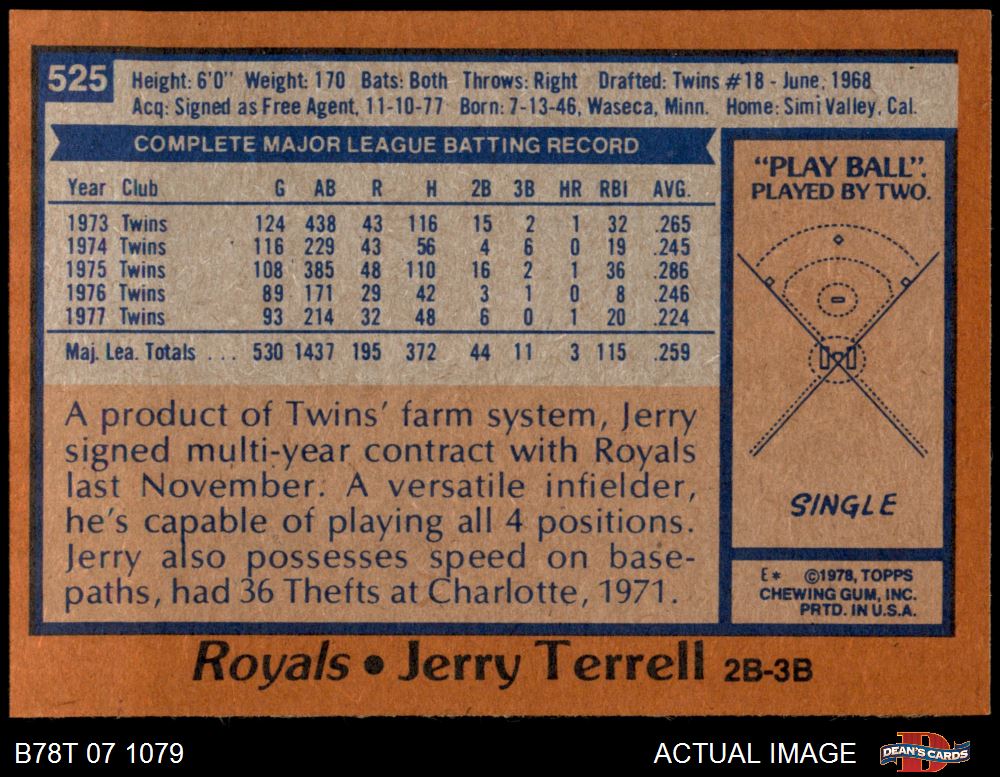 525
Height: 6'0" Weight: 170 Bats: Both Throws: Right Drafted: Twins #18 - June, 1968
Acq: Signed as Free Agent, 11-10-77 Born: 7-13-46, Waseca, Minn. Home: Simi Valley, Cal.
COMPLETE MAJOR LEAGUE BATTING RECORD
Year Club G AB R H 2B 3B HR RBI AVG.
1973 Twins 124 438 43 116 15 2 1 32 .265
1974 Twins 116 229 43 56 4 6 0 19 .245
1975 Twins 108 385 48 110 16 2 1 36 .286
1976 Twins 89 171 29 42 3 1 0 8 .246
1977 Twins 93 214 32 48 6 0 1 20 .224
Maj. Lea. Totals ... 530 1437 195 372 44 11 3 115 .259
A product of Twins' farm system, Jerry
signed multi-year contract with Royals
last November. A versatile infielder,
he's capable of playing all 4 positions.
Jerry also possesses speed on base-
paths, had 36 Thefts at Charlotte, 1971.
"PLAY BALL".
PLAYED BY TWO.
SINGLE
E* ©1978, TOPPS
CHEWING GUM, INC.
PRTD. IN U.S.A.
Royals • Jerry Terrell 2B-3B
B78T 07 1079
ACTUAL IMAGE
DEAN'S CARDS